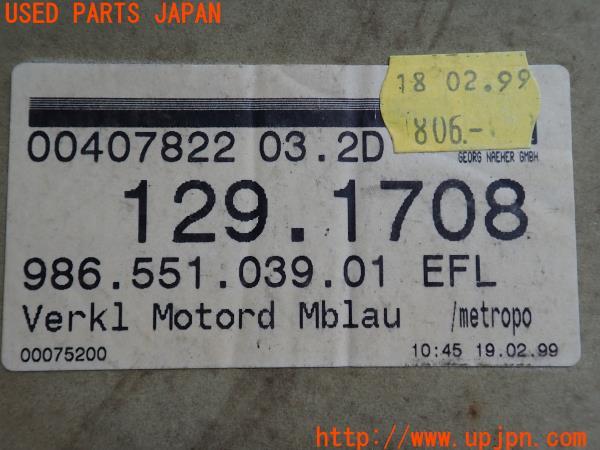 USED PARTS JAPAN
18 02.99
806.-
00407822 03.2D
GEORG NAEHER GMBH
129.1708
986.551.039.01 EFL
Verkl Motord Mblau /metropo
00075200 10:45 19.02.99
http://www.upjpn.com